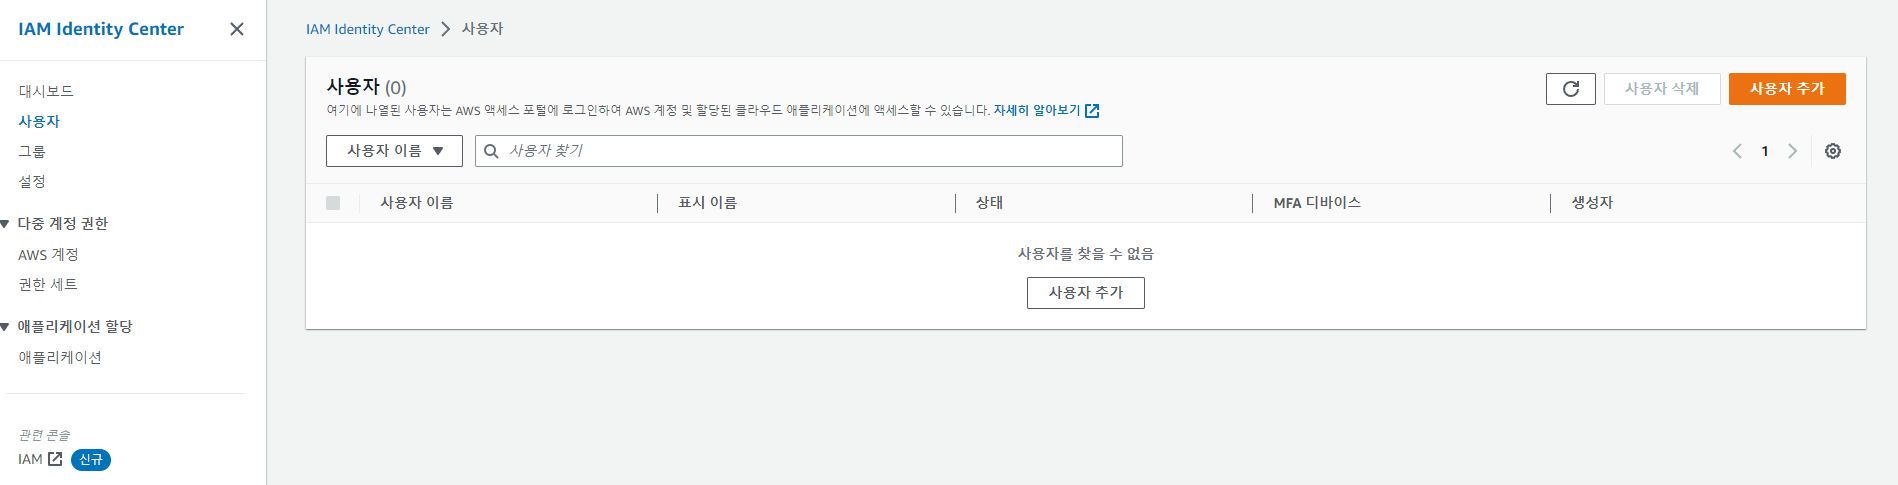 IAM Identity Center
대시보드
사용자
그룹
설정
다중 계정 권한
AWS 계정
권한 세트
애플리케이션 할당
애플리케이션
관련 콘솔
IAM 신규
IAM Identity Center 사용자
사용자 (0)
여기에 나열된 사용자는 AWS 액세스 포털에 로그인하여 AWS 계정 및 할당된 클라우드 애플리케이션에 액세스할 수 있습니다. 자세히 알아보기
사용자 삭제 사용자 추가
사용자 이름 사용자 찾기 1
사용자 이름 표시 이름 상태 MFA 디바이스 생성자
사용자를 찾을 수 없음
사용자 추가